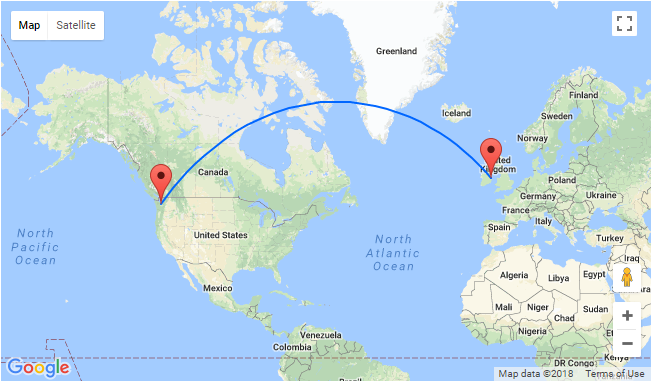 Map
Satellite
Greenland
Iceland
Finland
Sweden
Norway
United
Kingdom
Canada
Poland
Germany
Ukraine
France
Italy
Spain
Turkey
North
Pacific
Ocean
United States
North
Atlantic
Ocean
Iraq
Algeria
Libya
Egypt
Mexico
Mali
Niger
Sudan
Chad
Nigeria
Venezuela
Colombia
DR Congo
Kenya
Brazil
Google
Map data ©2018
Terms of Use